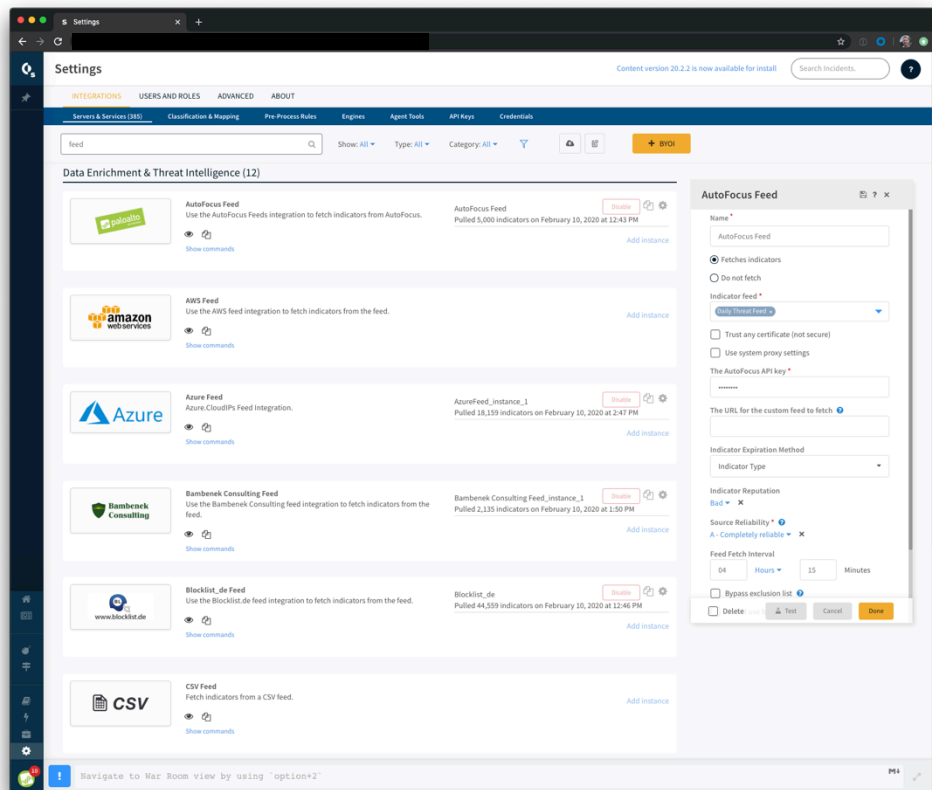 S Settings × +
Settings
Content version 20.2.2 is now available for install
Search Incidents.
?
INTEGRATIONS USERS AND ROLES ADVANCED ABOUT
Servers & Services (385) Classification & Mapping Pre-Process Rules Engines Agent Tools API Keys Credentials
feed
Show: All Type: All Category: All
+ BYOI
Data Enrichment & Threat Intelligence (12)
paloalto
AutoFocus Feed
Use the AutoFocus Feeds integration to fetch indicators from AutoFocus.
Show commands
AutoFocus Feed
Disable
Pulled 5,000 indicators on February 10, 2020 at 12:43 PM
Add instance
amazon
webservices
AWS Feed
Use the AWS feed integration to fetch indicators from the feed.
Show commands
Add instance
Azure
Azure Feed
Azure.CloudIPs Feed Integration.
Show commands
AzureFeed_instance_1
Disable
Pulled 18,159 indicators on February 10, 2020 at 2:47 PM
Add instance
Bambenek
Consulting
Bambenek Consulting Feed
Use the Bambenek Consulting feed integration to fetch indicators from the
feed.
Show commands
Bambenek Consulting Feed_instance_1
Disable
Pulled 2,135 indicators on February 10, 2020 at 1:50 PM
Add instance
BL
www.blocklist.de
Blocklist_de Feed
Use the Blocklist.de feed integration to fetch indicators from the feed.
Show commands
Blocklist_de
Disable
Pulled 44,559 indicators on February 10, 2020 at 12:46 PM
Add instance
CSV
CSV Feed
Fetch indicators from a CSV feed.
Show commands
Add instance
AutoFocus Feed
? ×
Name *
AutoFocus Feed
Fetches indicators
Do not fetch
Indicator feed *
Daily Threat Feed ×
Trust any certificate (not secure)
Use system proxy settings
The AutoFocus API key *
••••••••
The URL for the custom feed to fetch ?
Indicator Expiration Method
Indicator Type
Indicator Reputation
Bad ×
Source Reliability * ?
A - Completely reliable ×
Feed Fetch Interval
04 Hours 15 Minutes
Bypass exclusion list ?
Delete Test Cancel Done
10
! Navigate to War Room view by using `option+2`
M↓